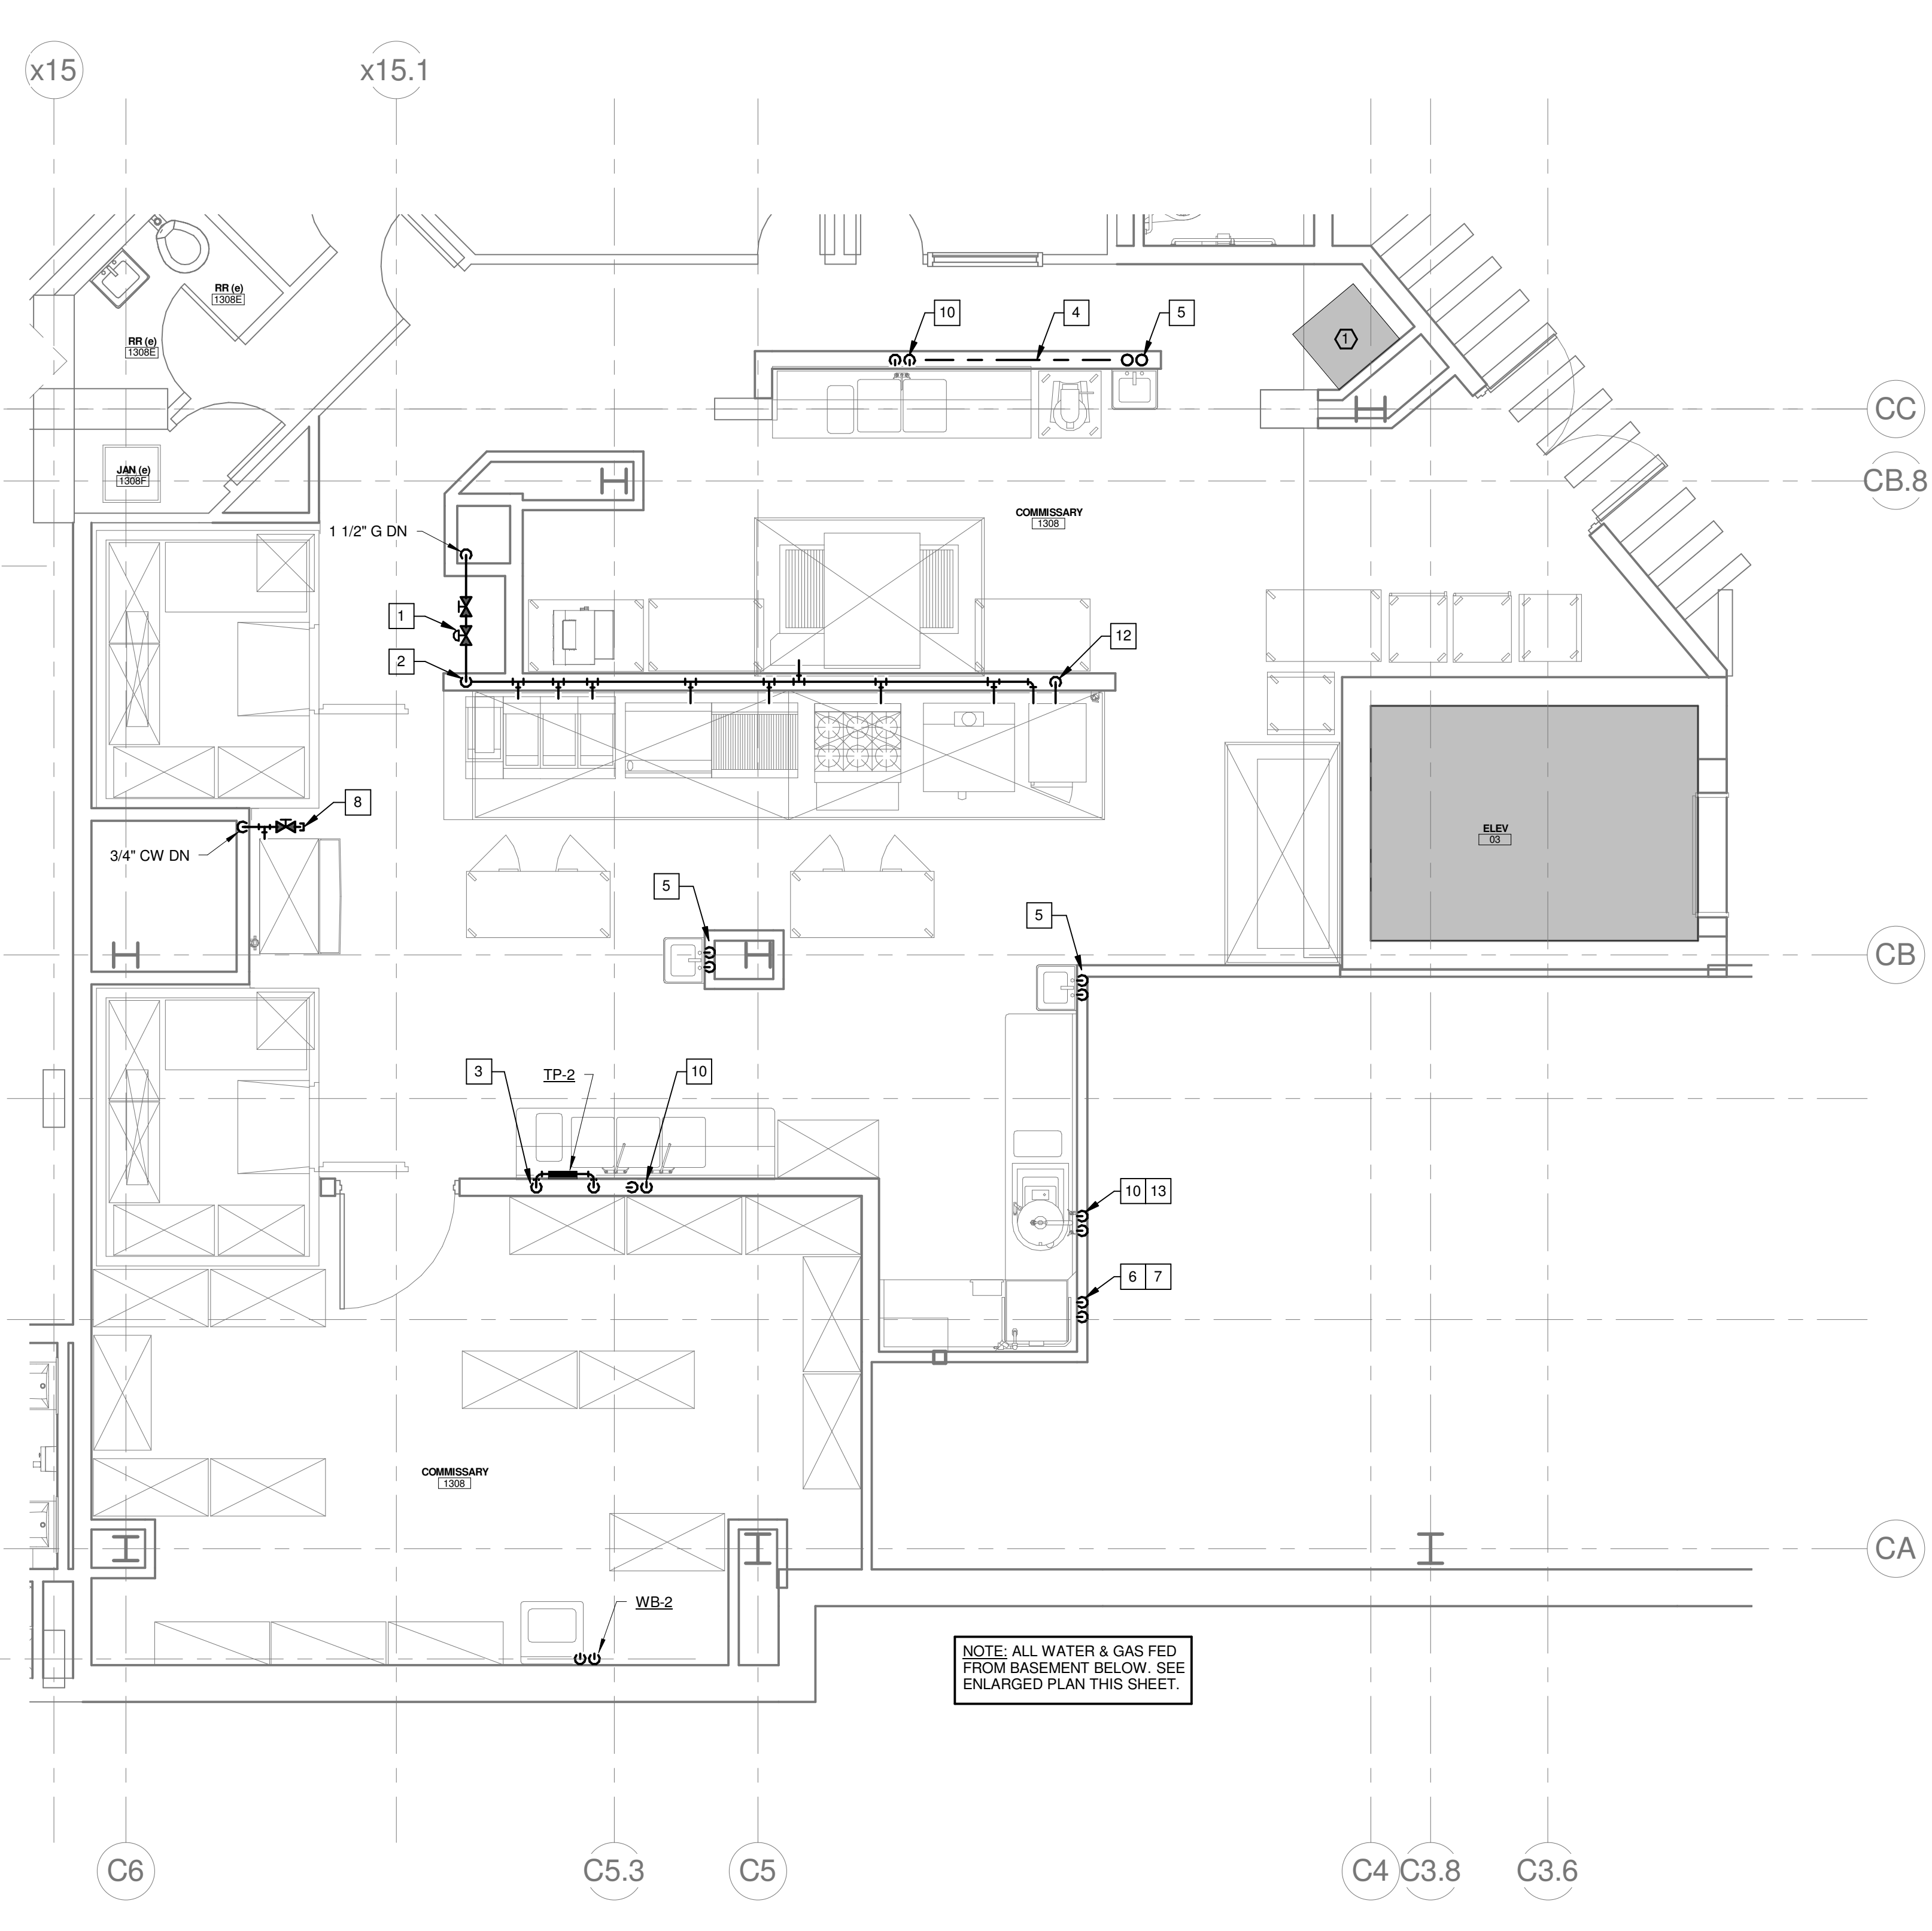 x15
x15.1
RR (e)
1308E
10
4
5
1
RR (e)
1308E
CC
JAN (e)
1308F
CB.8
COMMISSARY
1308
1 1/2" G DN
1
12
2
8
ELEV
03
3/4" CW DN
5
5
CB
3
TP-2
10
10 13
6 7
COMMISSARY
1308
CA
WB-2
NOTE: ALL WATER & GAS FED
FROM BASEMENT BELOW. SEE
ENLARGED PLAN THIS SHEET.
C6
C5.3
C5
C4
C3.8
C3.6